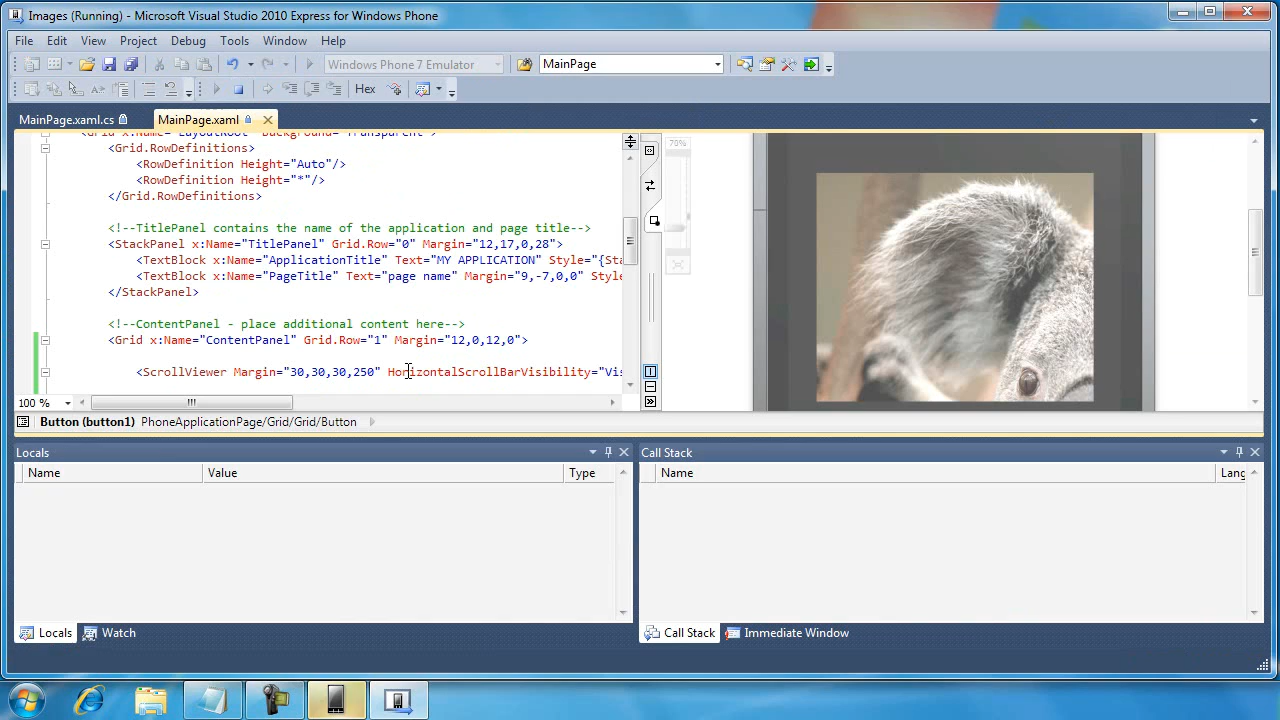 Images (Running) - Microsoft Visual Studio 2010 Express for Windows Phone
File Edit View Project Debug Tools Window Help
Windows Phone 7 Emulator MainPage
Hex
MainPage.xaml.cs MainPage.xaml
<Grid x:Name="LayoutRoot" Background="Transparent">
<Grid.RowDefinitions>
<RowDefinition Height="Auto"/>
<RowDefinition Height="*"/>
</Grid.RowDefinitions>
<!--TitlePanel contains the name of the application and page title-->
<StackPanel x:Name="TitlePanel" Grid.Row="0" Margin="12,17,0,28">
<TextBlock x:Name="ApplicationTitle" Text="MY APPLICATION" Style="{Sta
<TextBlock x:Name="PageTitle" Text="page name" Margin="9,-7,0,0" Style
</StackPanel>
<!--ContentPanel - place additional content here-->
<Grid x:Name="ContentPanel" Grid.Row="1" Margin="12,0,12,0">
<ScrollViewer Margin="30,30,30,250" HorizontalScrollBarVisibility="Vis
70%
100 %
Button (button1) PhoneApplicationPage/Grid/Grid/Button
Locals
Name Value Type
Call Stack
Name Lang
Locals Watch
Call Stack Immediate Window